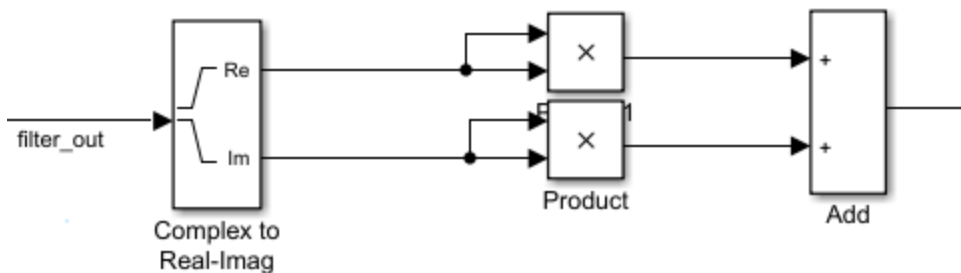 Re
×
+
filter_out
Im
×
+
Product
Add
Complex to
Real-Imag